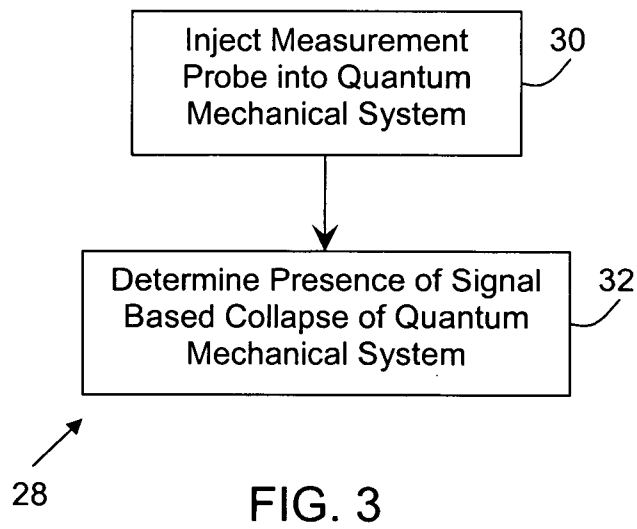 Inject Measurement
Probe into Quantum
Mechanical System
30
Determine Presence of Signal
Based Collapse of Quantum
Mechanical System
32
28
FIG. 3